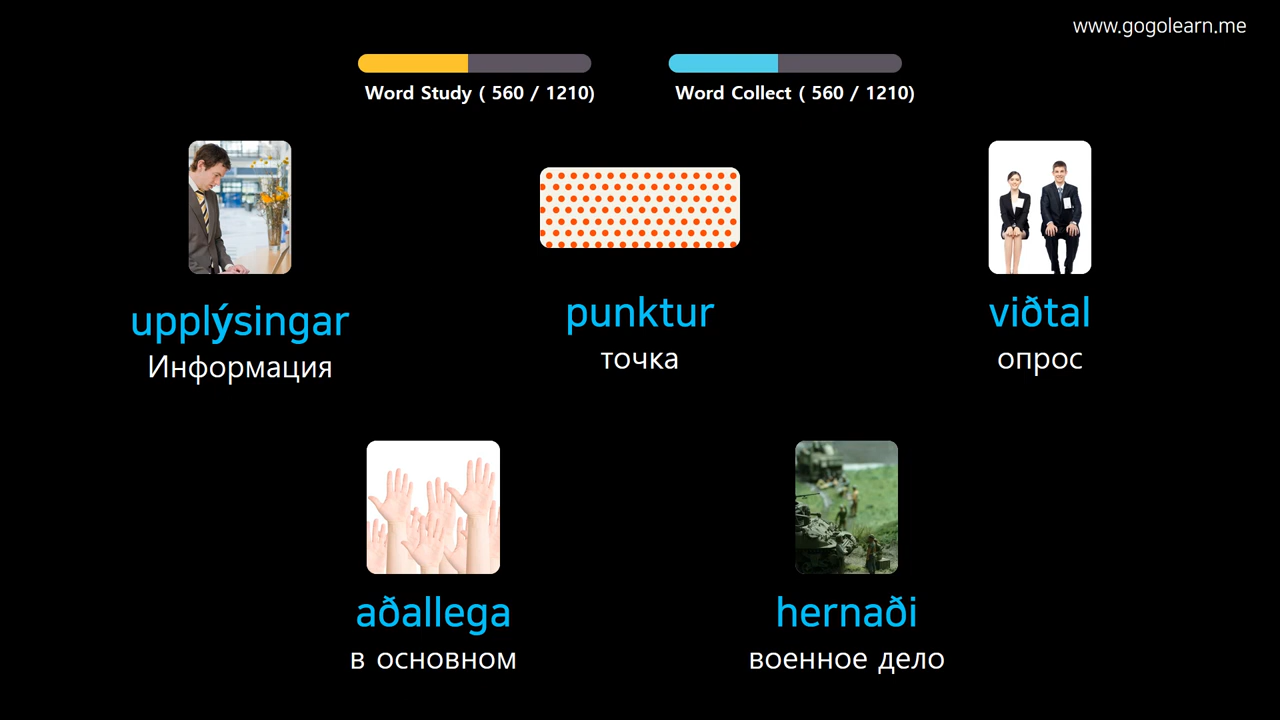 www.gogolearn.me
Word Study ( 560 / 1210)
Word Collect ( 560 / 1210)
upplýsingar
Информация
punktur
точка
viðtal
опрос
aðallega
в основном
hernaði
военное дело